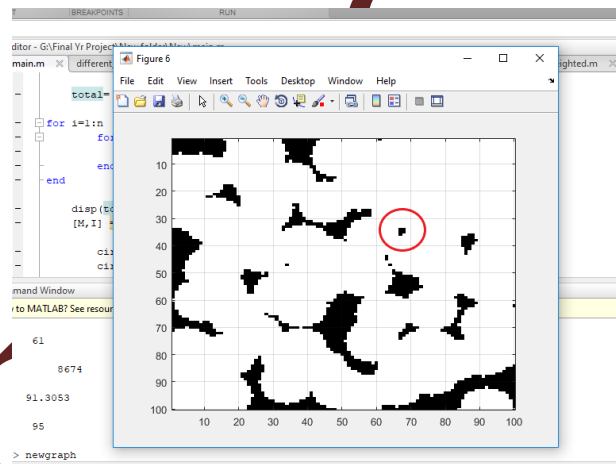 BREAKPOINTS RUN
ditor - G:\Final Yr Project\New folder\New\main.m
main.m different ighted.m
Figure 6
File Edit View Insert Tools Desktop Window Help
total=
for i=1:n
for
end
end
disp(to
[M,I] =
cir
cir
10
20
30
40
50
60
70
80
90
100
10 20 30 40 50 60 70 80 90 100
mand Window
to MATLAB? See resour
61
8674
91.3053
95
> newgraph